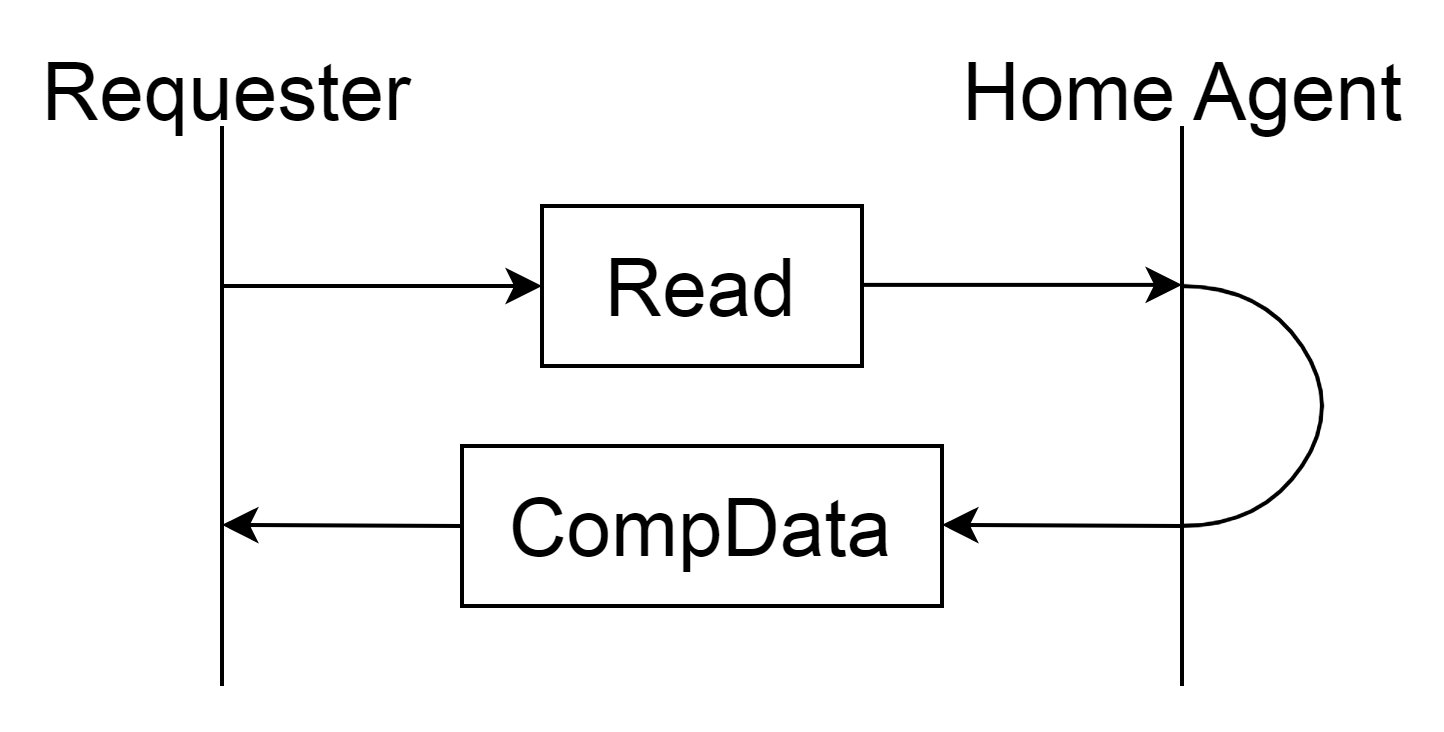 Requester
Home Agent
Read
CompData